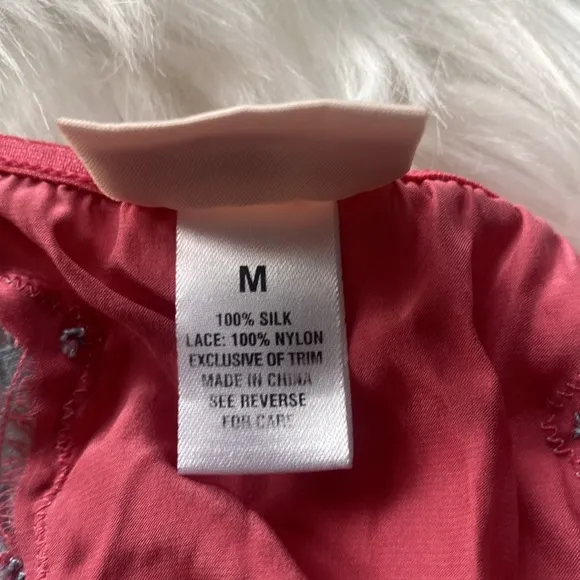 M
100% SILK
LACE: 100% NYLON
EXCLUSIVE OF TRIM
MADE IN CHINA
SEE REVERSE
FOR CARE